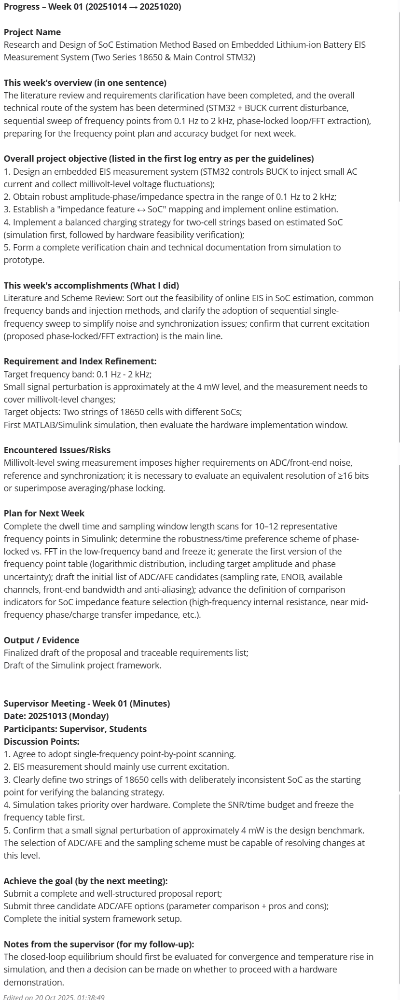 Progress – Week 01 (20251014 → 20251020)
Project Name
Research and Design of SoC Estimation Method Based on Embedded Lithium-ion Battery EIS
Measurement System (Two Series 18650 & Main Control STM32)
This week's overview (in one sentence)
The literature review and requirements clarification have been completed, and the overall
technical route of the system has been determined (STM32 + BUCK current disturbance,
sequential sweep of frequency points from 0.1 Hz to 2 kHz, phase-locked loop/FFT extraction),
preparing for the frequency point plan and accuracy budget for next week.
Overall project objective (listed in the first log entry as per the guidelines)
1. Design an embedded EIS measurement system (STM32 controls BUCK to inject small AC
current and collect millivolt-level voltage fluctuations);
2. Obtain robust amplitude-phase/impedance spectra in the range of 0.1 Hz to 2 kHz;
3. Establish a "impedance feature ↔ SoC" mapping and implement online estimation.
4. Implement a balanced charging strategy for two-cell strings based on estimated SoC
(simulation first, followed by hardware feasibility verification);
5. Form a complete verification chain and technical documentation from simulation to
prototype.
This week's accomplishments (What I did)
Literature and Scheme Review: Sort out the feasibility of online EIS in SoC estimation, common
frequency bands and injection methods, and clarify the adoption of sequential single-
frequency sweep to simplify noise and synchronization issues; confirm that current excitation
(proposed phase-locked/FFT extraction) is the main line.
Requirement and Index Refinement:
Target frequency band: 0.1 Hz - 2 kHz;
Small signal perturbation is approximately at the 4 mW level, and the measurement needs to
cover millivolt-level changes;
Target objects: Two strings of 18650 cells with different SoCs;
First MATLAB/Simulink simulation, then evaluate the hardware implementation window.
Encountered Issues/Risks
Millivolt-level swing measurement imposes higher requirements on ADC/front-end noise,
reference and synchronization; it is necessary to evaluate an equivalent resolution of ≥16 bits
or superimpose averaging/phase locking.
Plan for Next Week
Complete the dwell time and sampling window length scans for 10–12 representative
frequency points in Simulink; determine the robustness/time preference scheme of phase-
locked vs. FFT in the low-frequency band and freeze it; generate the first version of the
frequency point table (logarithmic distribution, including target amplitude and phase
uncertainty); draft the initial list of ADC/AFE candidates (sampling rate, ENOB, available
channels, front-end bandwidth and anti-aliasing); advance the definition of comparison
indicators for SoC impedance feature selection (high-frequency internal resistance, near mid-
frequency phase/charge transfer impedance, etc.).
Output / Evidence
Finalized draft of the proposal and traceable requirements list;
Draft of the Simulink project framework.
Supervisor Meeting - Week 01 (Minutes)
Date: 20251013 (Monday)
Participants: Supervisor, Students
Discussion Points:
1. Agree to adopt single-frequency point-by-point scanning.
2. EIS measurement should mainly use current excitation.
3. Clearly define two strings of 18650 cells with deliberately inconsistent SoC as the starting
point for verifying the balancing strategy.
4. Simulation takes priority over hardware. Complete the SNR/time budget and freeze the
frequency table first.
5. Confirm that a small signal perturbation of approximately 4 mW is the design benchmark.
The selection of ADC/AFE and the sampling scheme must be capable of resolving changes at
this level.
Achieve the goal (by the next meeting):
Submit a complete and well-structured proposal report;
Submit three candidate ADC/AFE options (parameter comparison + pros and cons);
Complete the initial system framework setup.
Notes from the supervisor (for my follow-up):
The closed-loop equilibrium should first be evaluated for convergence and temperature rise in
simulation, and then a decision can be made on whether to proceed with a hardware
demonstration.
Edited on 20 Oct 2025, 01:38:49